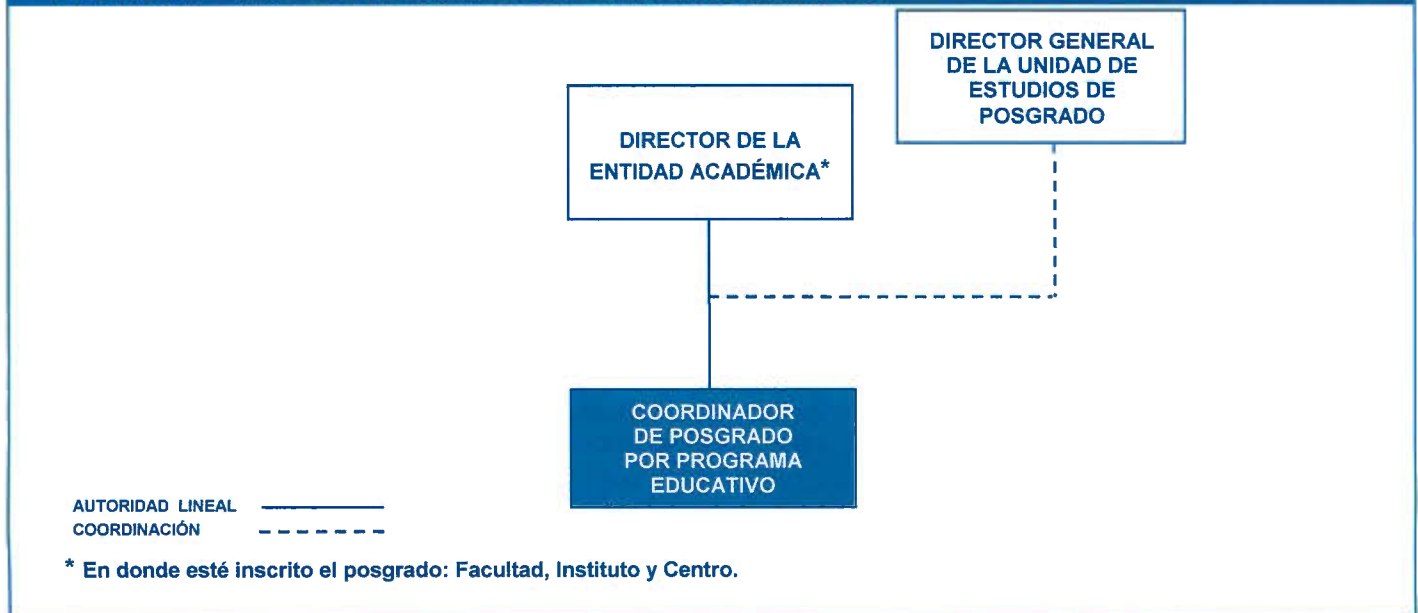 DIRECTOR GENERAL
DE LA UNIDAD DE
ESTUDIOS DE
POSGRADO
DIRECTOR DE LA
ENTIDAD ACADÉMICA*
COORDINADOR
DE POSGRADO
POR PROGRAMA
EDUCATIVO
AUTORIDAD LINEAL
COORDINACIÓN
* En donde esté inscrito el posgrado: Facultad, Instituto y Centro.